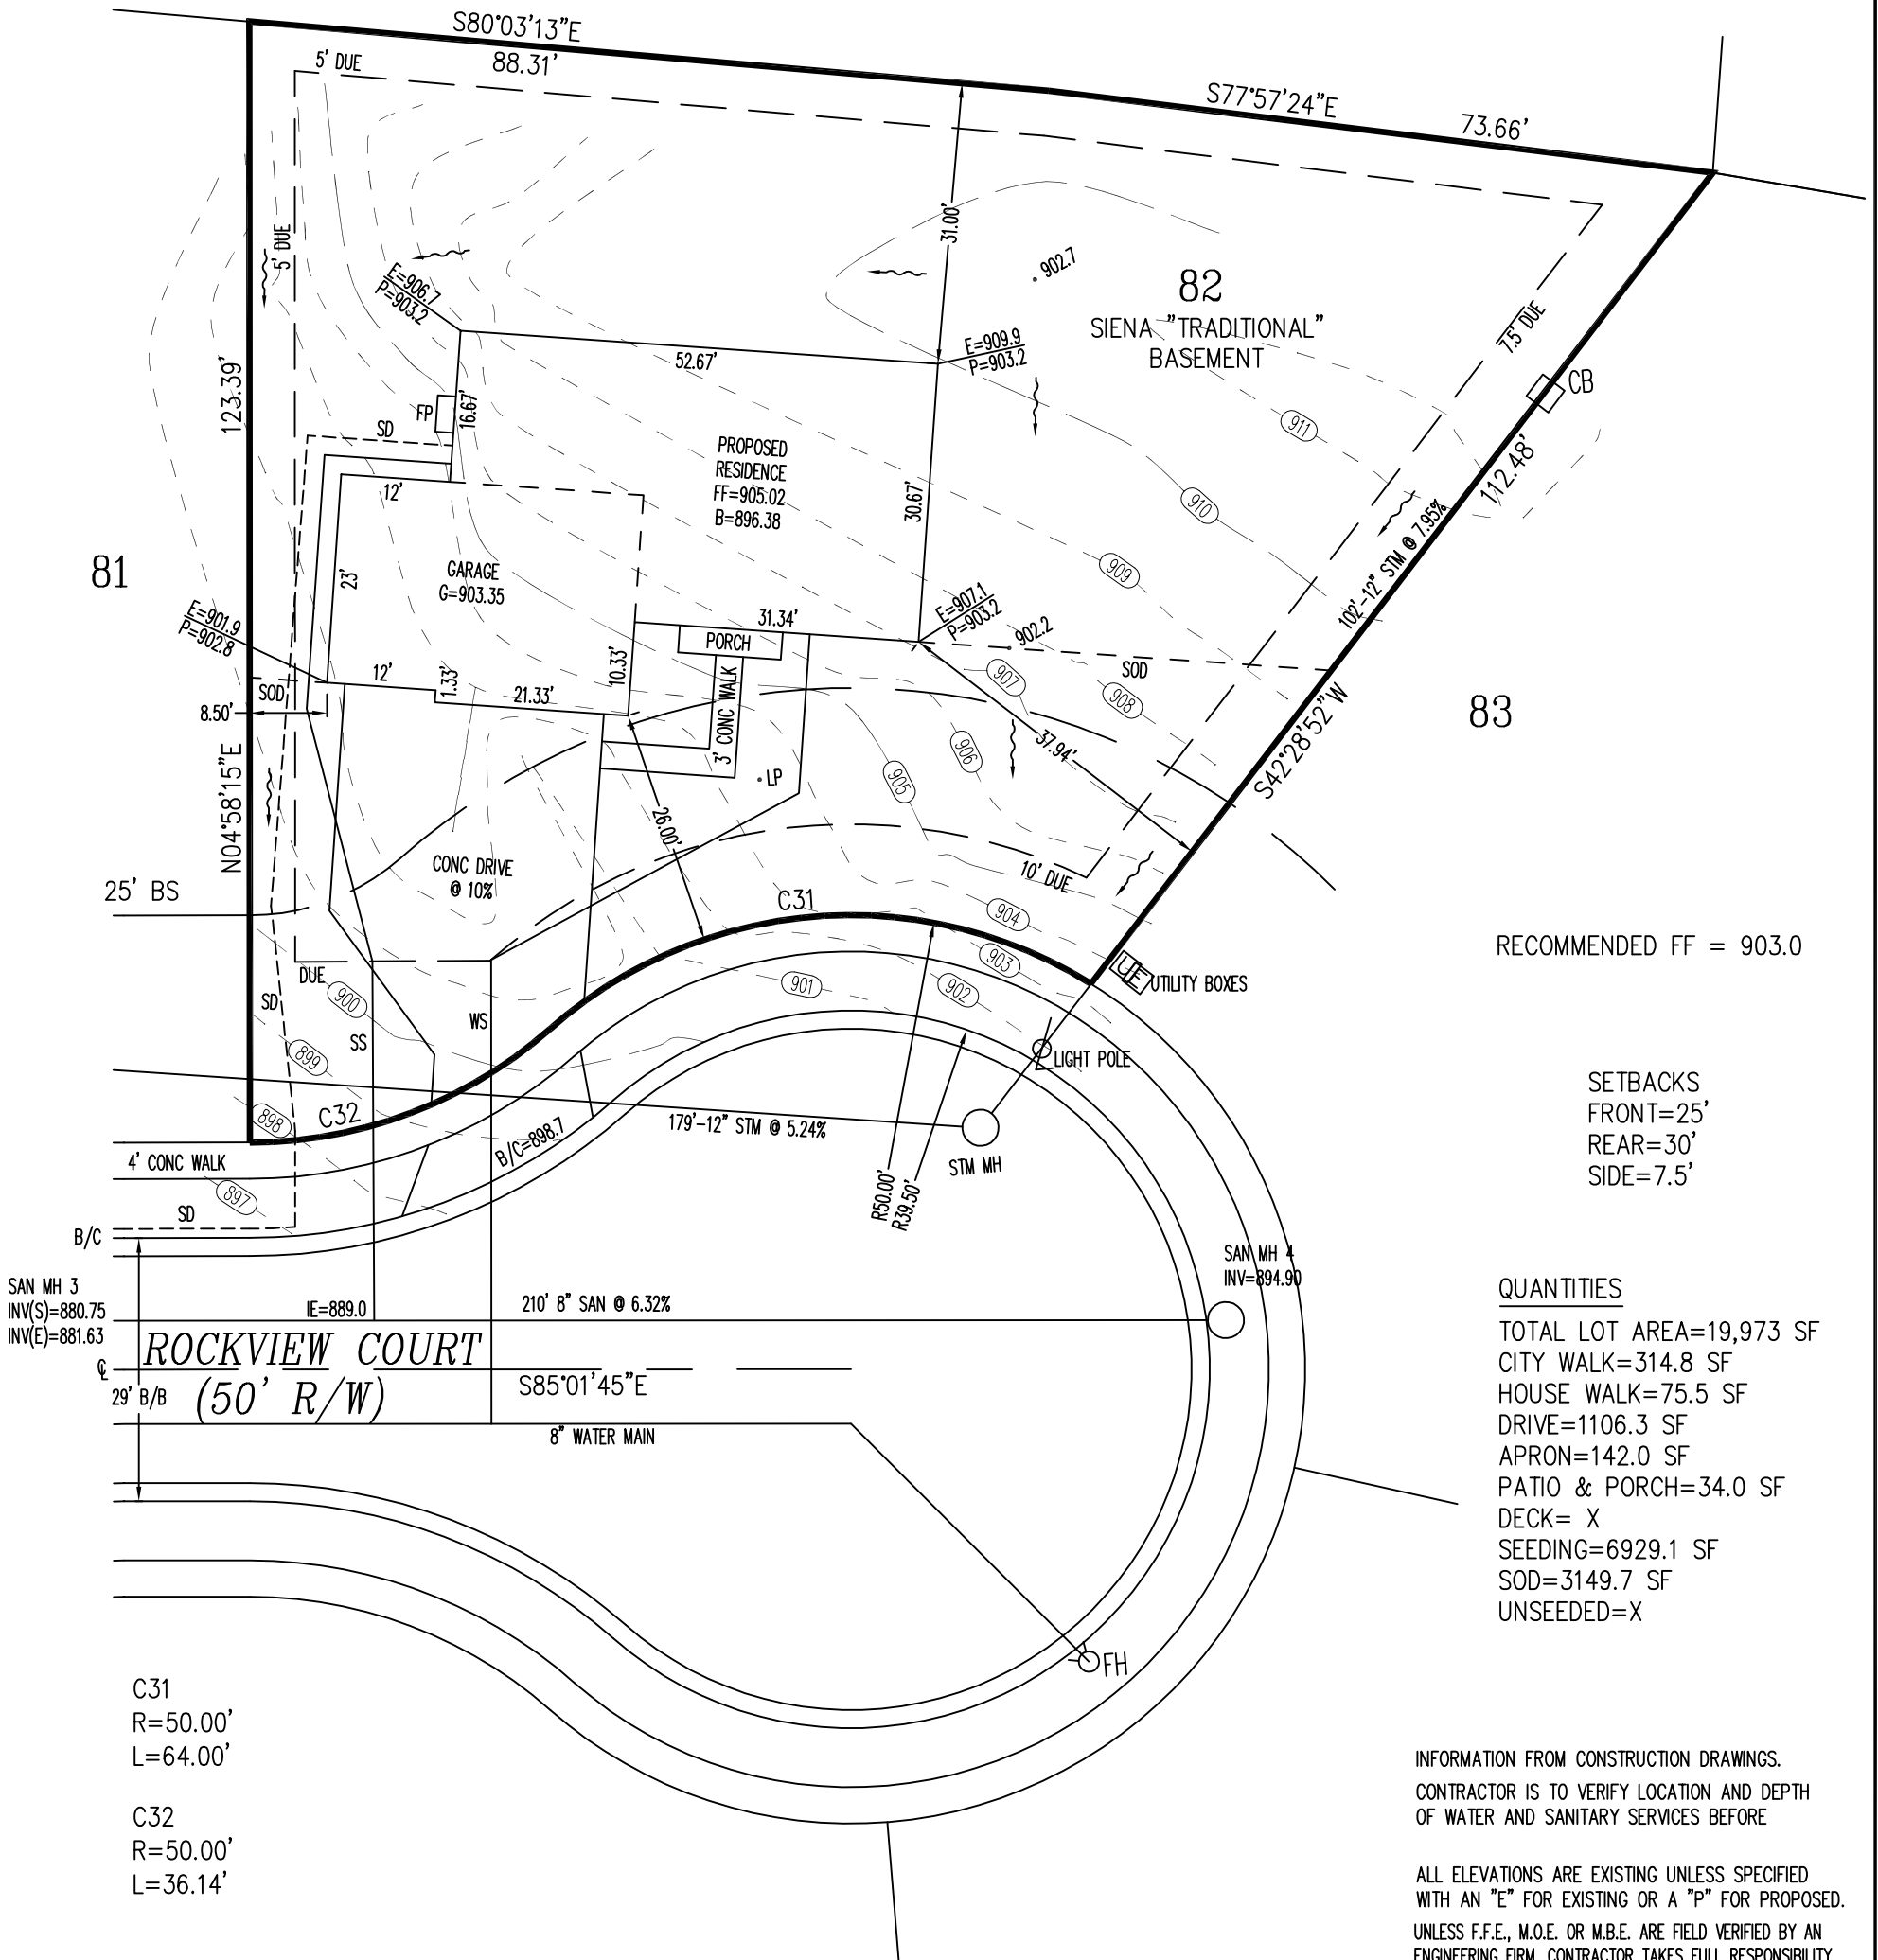 S80°03'13"E
88.31'
5' DUE
S77°57'24"E
73.66'
5' DUE
31.00'
902.7
82
SIENA "TRADITIONAL"
BASEMENT
7.5' DUE
E=906.7
P=903.2
E=909.9
P=903.2
52.67'
CB
123.39'
FP
16.67'
SD
911
112.48'
PROPOSED
RESIDENCE
FF=905.02
B=896.38
30.67'
12'
910
102'-12" STM @ 7.95%
81
23'
GARAGE
G=903.35
909
E=901.9
P=902.8
31.34'
PORCH
E=907.1
P=903.2
902.2
SOD
12'
1.33'
21.33'
10.33'
3' CONC WALK
907
908
SOD
8.50'
83
S42°28'52"W
37.94'
906
905
LP
N04°58'15"E
26.00'
CONC DRIVE
@ 10%
10' DUE
25' BS
C31
904
RECOMMENDED FF = 903.0
903
UE
UTILITY BOXES
DUE
901
902
900
SD
WS
SS
899
LIGHT POLE
SETBACKS
FRONT=25'
REAR=30'
SIDE=7.5'
898
C32
179'-12" STM @ 5.24%
B/C=898.7
STM MH
4' CONC WALK
897
R50.00'
R39.50'
SD
B/C
SAN MH 4
INV=894.90
SAN MH 3
INV(S)=880.75
INV(E)=881.63
IE=889.0
210' 8" SAN @ 6.32%
ROCKVIEW COURT
(50' R/W)
℄
29' B/B
S85°01'45"E
8" WATER MAIN
QUANTITIES
TOTAL LOT AREA=19,973 SF
CITY WALK=314.8 SF
HOUSE WALK=75.5 SF
DRIVE=1106.3 SF
APRON=142.0 SF
PATIO & PORCH=34.0 SF
DECK= X
SEEDING=6929.1 SF
SOD=3149.7 SF
UNSEEDED=X
FH
C31
R=50.00'
L=64.00'
C32
R=50.00'
L=36.14'
INFORMATION FROM CONSTRUCTION DRAWINGS.
CONTRACTOR IS TO VERIFY LOCATION AND DEPTH
OF WATER AND SANITARY SERVICES BEFORE
ALL ELEVATIONS ARE EXISTING UNLESS SPECIFIED
WITH AN "E" FOR EXISTING OR A "P" FOR PROPOSED.
UNLESS F.F.E., M.O.E. OR M.B.E. ARE FIELD VERIFIED BY AN
ENGINEERING FIRM, CONTRACTOR TAKES FULL RESPONSIBILITY